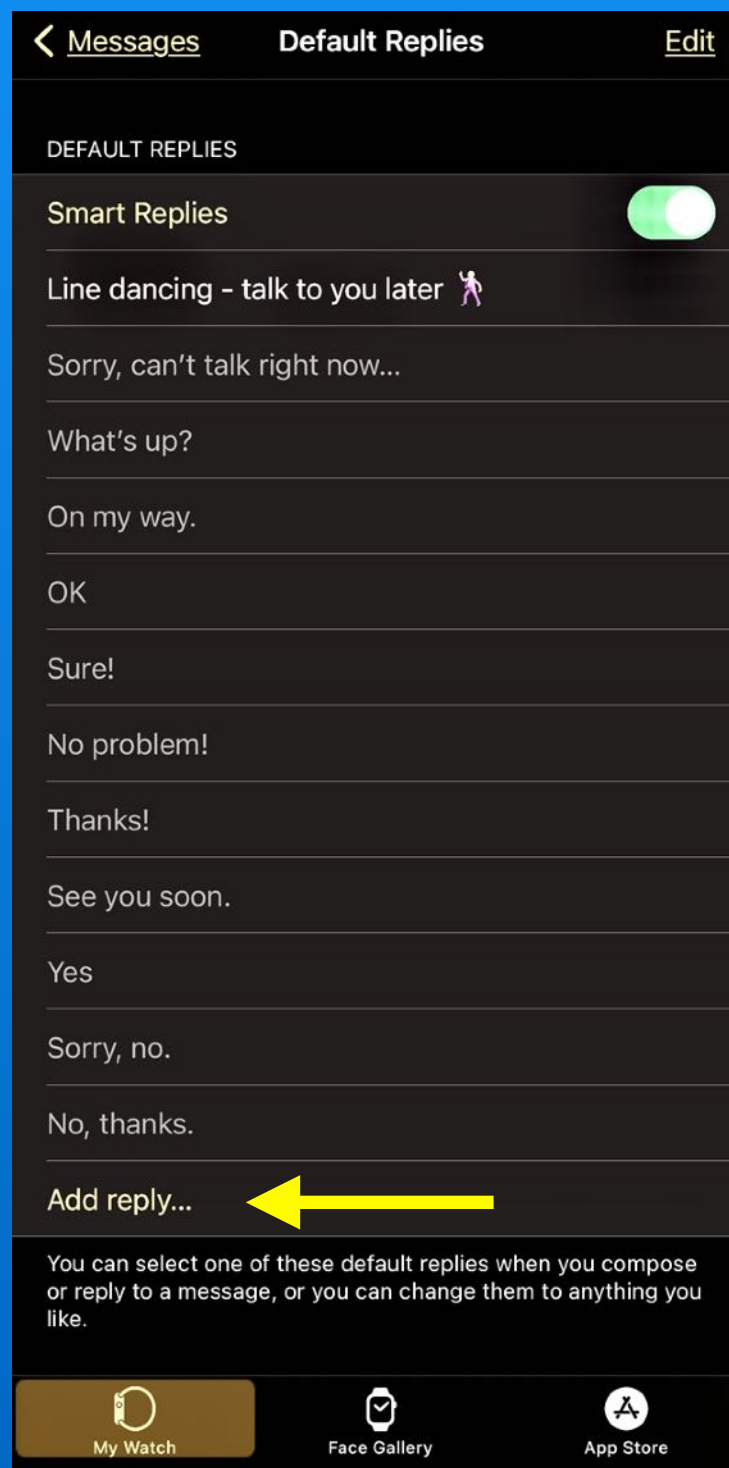 Messages
Default Replies
Edit
DEFAULT REPLIES
Smart Replies
Line dancing - talk to you later 🕺🏻
Sorry, can’t talk right now...
What’s up?
On my way.
OK
Sure!
No problem!
Thanks!
See you soon.
Yes
Sorry, no.
No, thanks.
Add reply...
You can select one of these default replies when you compose
or reply to a message, or you can change them to anything you
like.
My Watch
Face Gallery
App Store